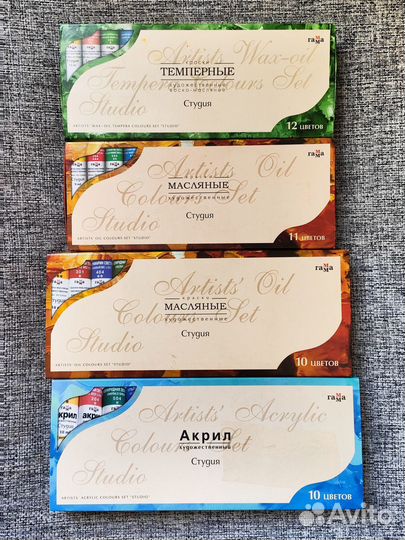 гамма
Artists' Wax-oil
Tempera Colours Set
Studio
краски
ТЕМПЕРНЫЕ
художественные
воско-масляные
Студия
ARTISTS' WAX-OIL TEMPERA COLOURS SET "STUDIO"
12 ЦВЕТОВ
гамма
Artists' Oil
Colours Set
Studio
краски
МАСЛЯНЫЕ
художественные
Студия
ARTISTS' OIL COLOURS SET "STUDIO"
11 ЦВЕТОВ
гамма
Artists' Oil
Colours Set
Studio
краски
МАСЛЯНЫЕ
художественные
Студия
ARTISTS' OIL COLOURS SET "STUDIO"
10 ЦВЕТОВ
гамма
Artists' Acrylic
Colours Set
Studio
Акрил
художественный
Студия
ARTISTS' ACRYLIC COLOURS SET "STUDIO"
10 ЦВЕТОВ
Avito